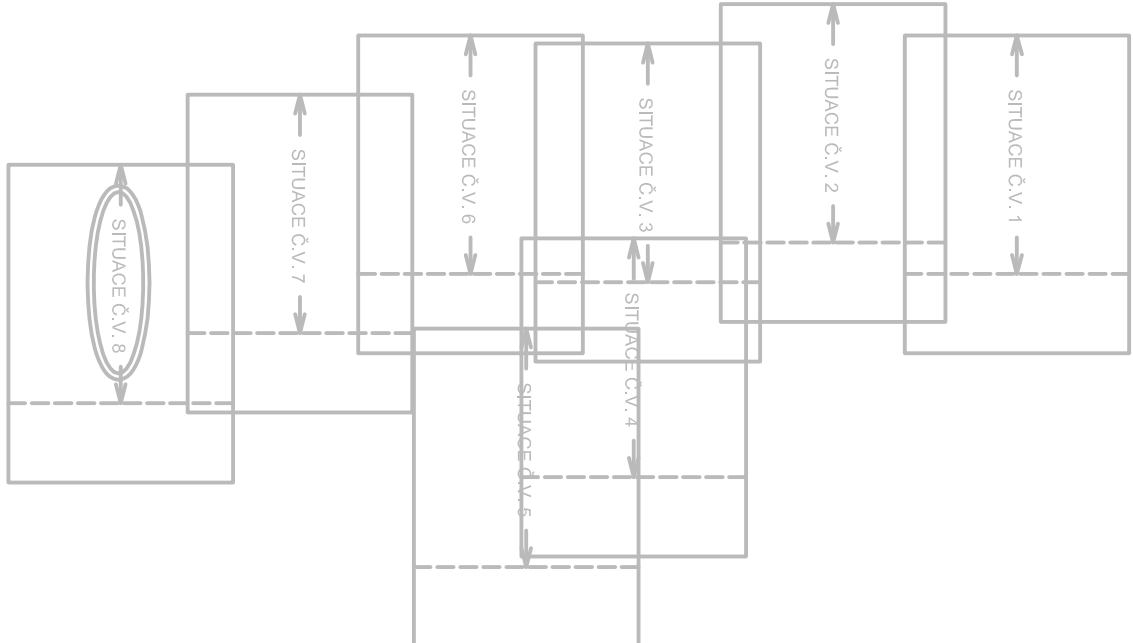 SITUACE Č.V. 8
SITUACE Č.V. 7
SITUACE Č.V. 6
SITUACE Č.V. 5
SITUACE Č.V. 4
SITUACE Č.V. 3
SITUACE Č.V. 2
SITUACE Č.V. 1